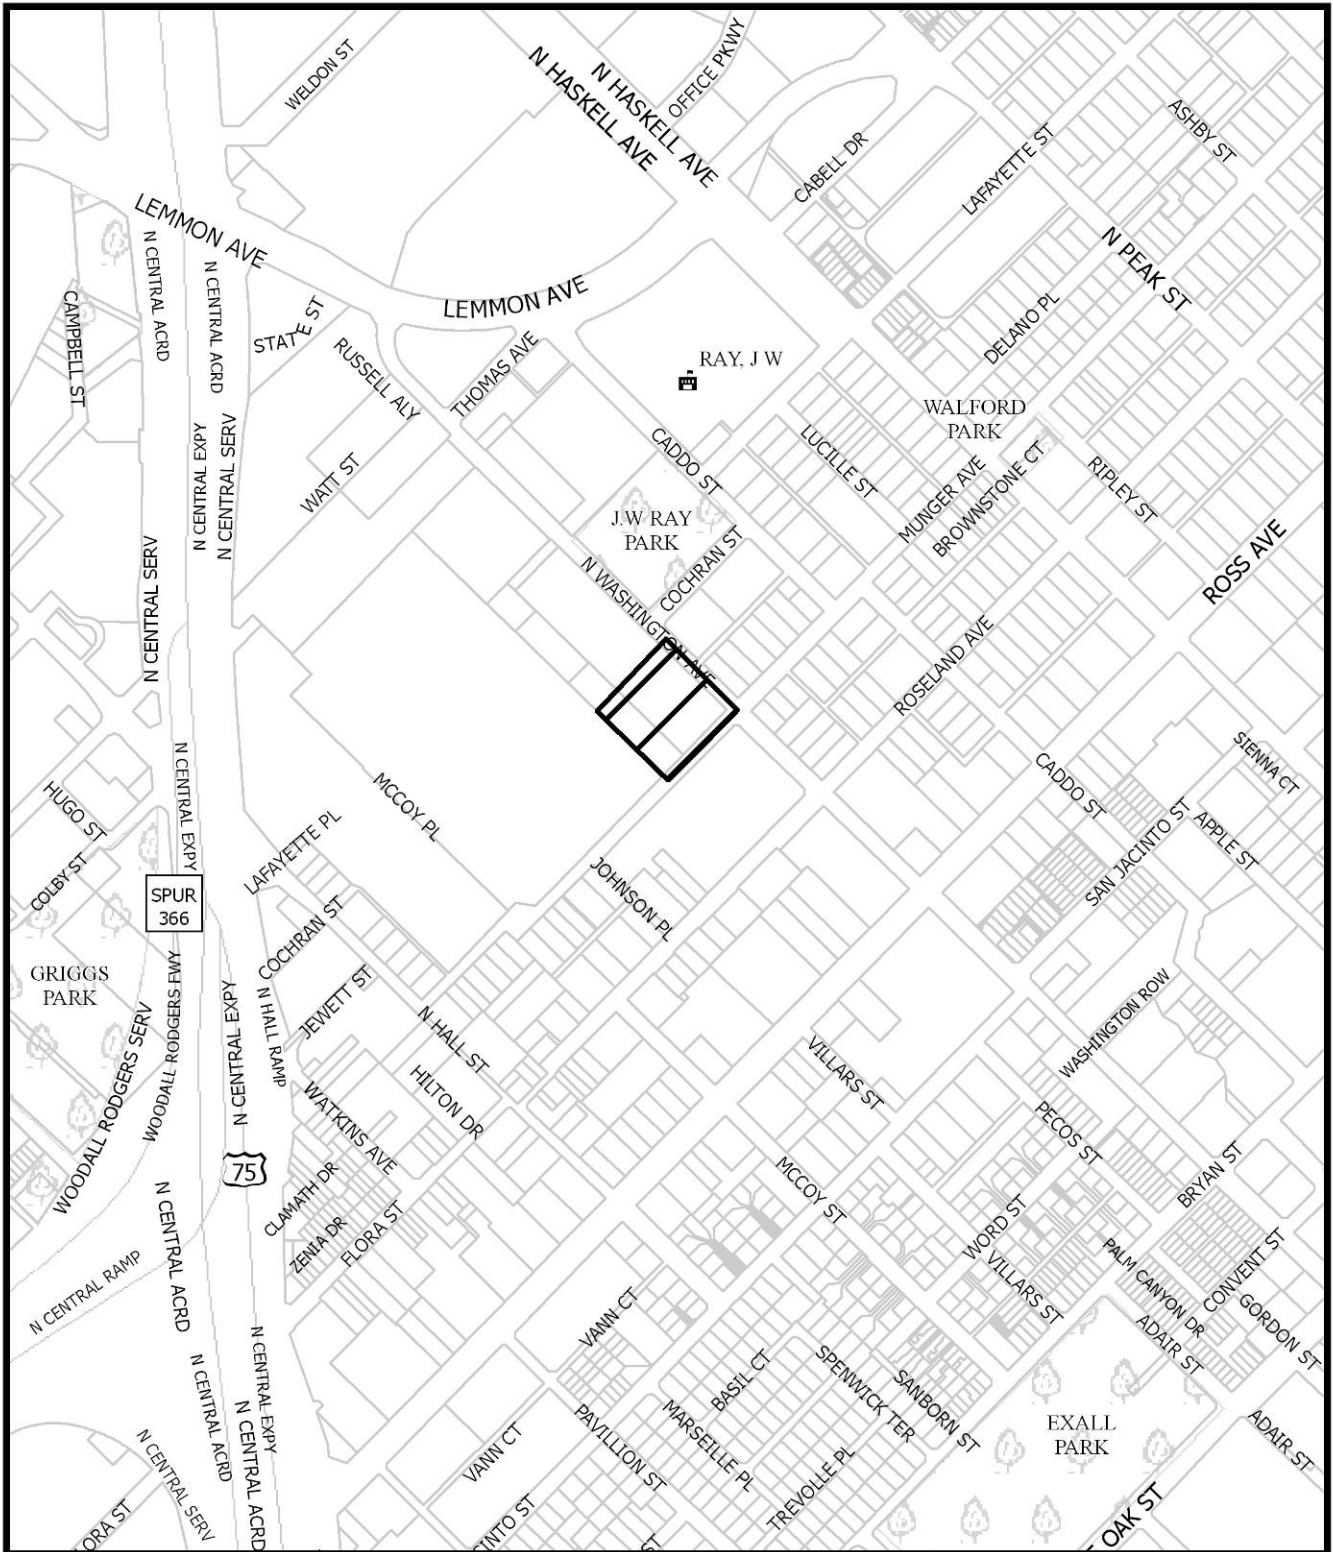 WELDON ST
N HASKELL AVE
N HASKELL AVE
OFFICE PKWY
CABELL DR
LAFAYETTE ST
ASHBY ST
LEMMON AVE
LEMMON AVE
N PEAK ST
N CENTRAL ACRD
N CENTRAL ACRD
CAMPBELL ST
STATE ST
RUSSELL ALY
THOMAS AVE
RAY, J W
DELANO PL
WALFORD
PARK
N CENTRAL EXPY
N CENTRAL SERV
WATT ST
CADDO ST
LUCILLE ST
MUNGER AVE
BROWNSTONE CT
RIPLEY ST
J.W RAY
PARK
COCHRAN ST
N WASHINGTON AVE
ROSS AVE
N CENTRAL SERV
ROSELAND AVE
N CENTRAL EXPY
HUGO ST
COLBY ST
MCCOY PL
LAFAYETTE PL
CADDO ST
SIENNA CT
SAN JACINTO ST
APPLE ST
SPUR
366
JOHNSON PL
COCHRAN ST
GRIGGS
PARK
JEWETT ST
N HALL RAMP
N CENTRAL EXPY
WOODALL RODGERS FWY
WOODALL RODGERS SERV
N HALL ST
HILTON DR
WATKINS AVE
VILLARS ST
WASHINGTON ROW
PECOS ST
BRYAN ST
75
CLAMATH DR
ZENIA DR
FLORA ST
MCCOY ST
WORD ST
VILLARS ST
PALM CANYON DR
CONVENT ST
GORDON ST
ADAIR ST
N CENTRAL ACRD
N CENTRAL RAMP
VANN CT
BASIL CT
SPENWICK TER
SANBORN ST
N CENTRAL EXPY
N CENTRAL ACRD
N CENTRAL ACRD
N CENTRAL SERV
VANN CT
PAVILLION ST
MARSEILLE PL
TREVOLLE PL
EXALL
PARK
ADAIR ST
LORA ST
CINTO ST
ST
OAK ST